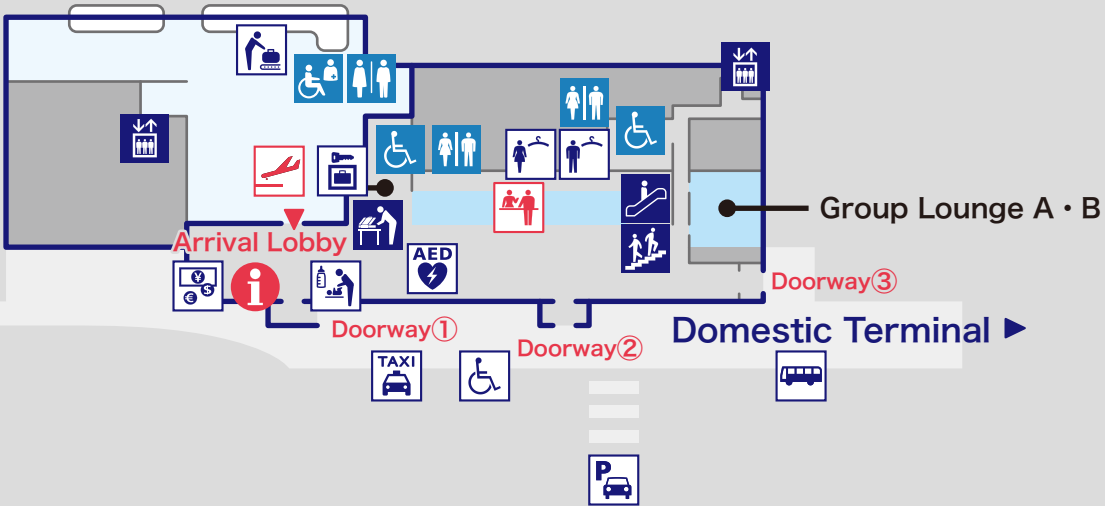 Group Lounge A・B
Arrival Lobby
AED
¥
$
€
i
Doorway③
Doorway①
Doorway②
Domestic Terminal ▶
TAXI
P